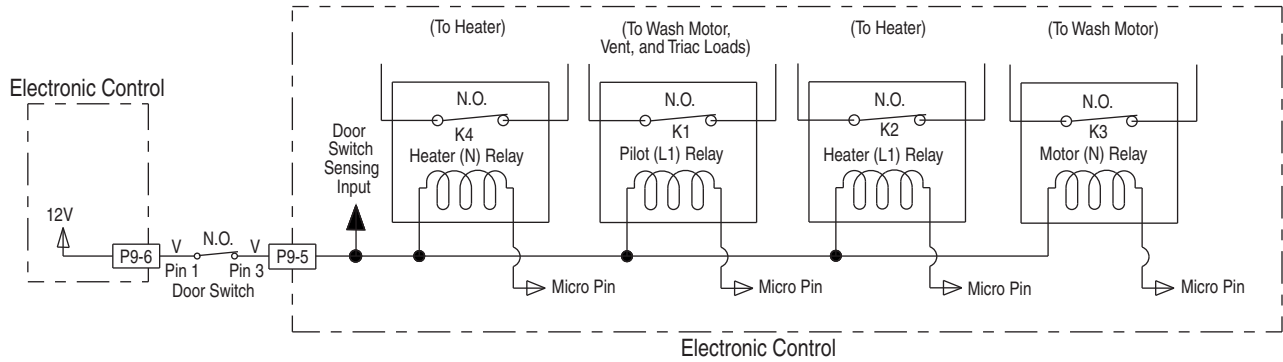 (To Heater)
(To Wash Motor,
Vent, and Triac Loads)
(To Heater)
(To Wash Motor)
Electronic Control
N.O.
N.O.
N.O.
N.O.
K4
K1
K2
K3
Door
Switch
Sensing
Input
Heater (N) Relay
Pilot (L1) Relay
Heater (L1) Relay
Motor (N) Relay
12V
P9-6
V
N.O.
V
P9-5
Pin 1
Pin 3
Door Switch
Micro Pin
Micro Pin
Micro Pin
Micro Pin
Electronic Control